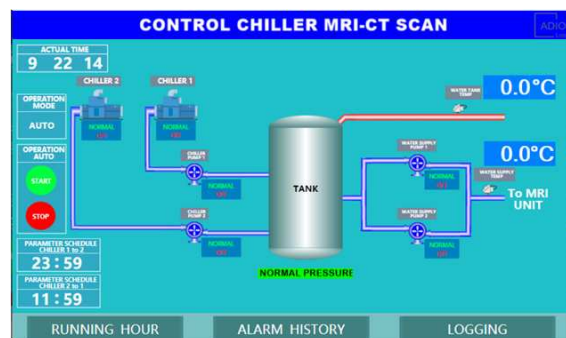 CONTROL CHILLER MRI-CT SCAN
ADIO
ACTUAL TIME
9 22 14
CHILLER 2
CHILLER 1
OPERATION
MODE
AUTO
NORMAL
NORMAL
OPERATION
AUTO
START
STOP
CHILLER
PUMP 1
NORMAL
CHILLER
PUMP 2
NORMAL
TANK
NORMAL PRESSURE
WATER TANK
TEMP
0.0°C
WATER SUPPLY
PUMP 1
NORMAL
WATER SUPPLY
PUMP 2
NORMAL
0.0°C
WATER SUPPLY
TEMP
To MRI
UNIT
PARAMETER SCHEDULE
CHILLER 1 to 2
23:59
PARAMETER SCHEDULE
CHILLER 2 to 1
11:59
RUNNING HOUR
ALARM HISTORY
LOGGING